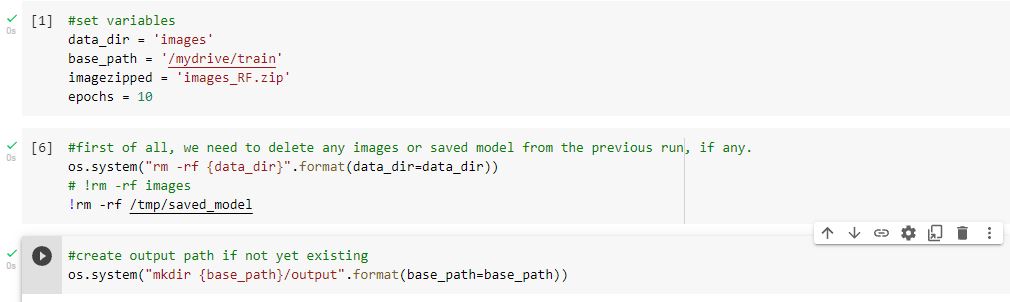 [1] #set variables
0s data_dir = 'images'
base_path = '/mydrive/train'
imagezipped = 'images_RF.zip'
epochs = 10
[6] #first of all, we need to delete any images or saved model from the previous run, if any.
0s os.system("rm -rf {data_dir}".format(data_dir=data_dir))
# !rm -rf images
!rm -rf /tmp/saved_model
#create output path if not yet existing
0s os.system("mkdir {base_path}/output".format(base_path=base_path))